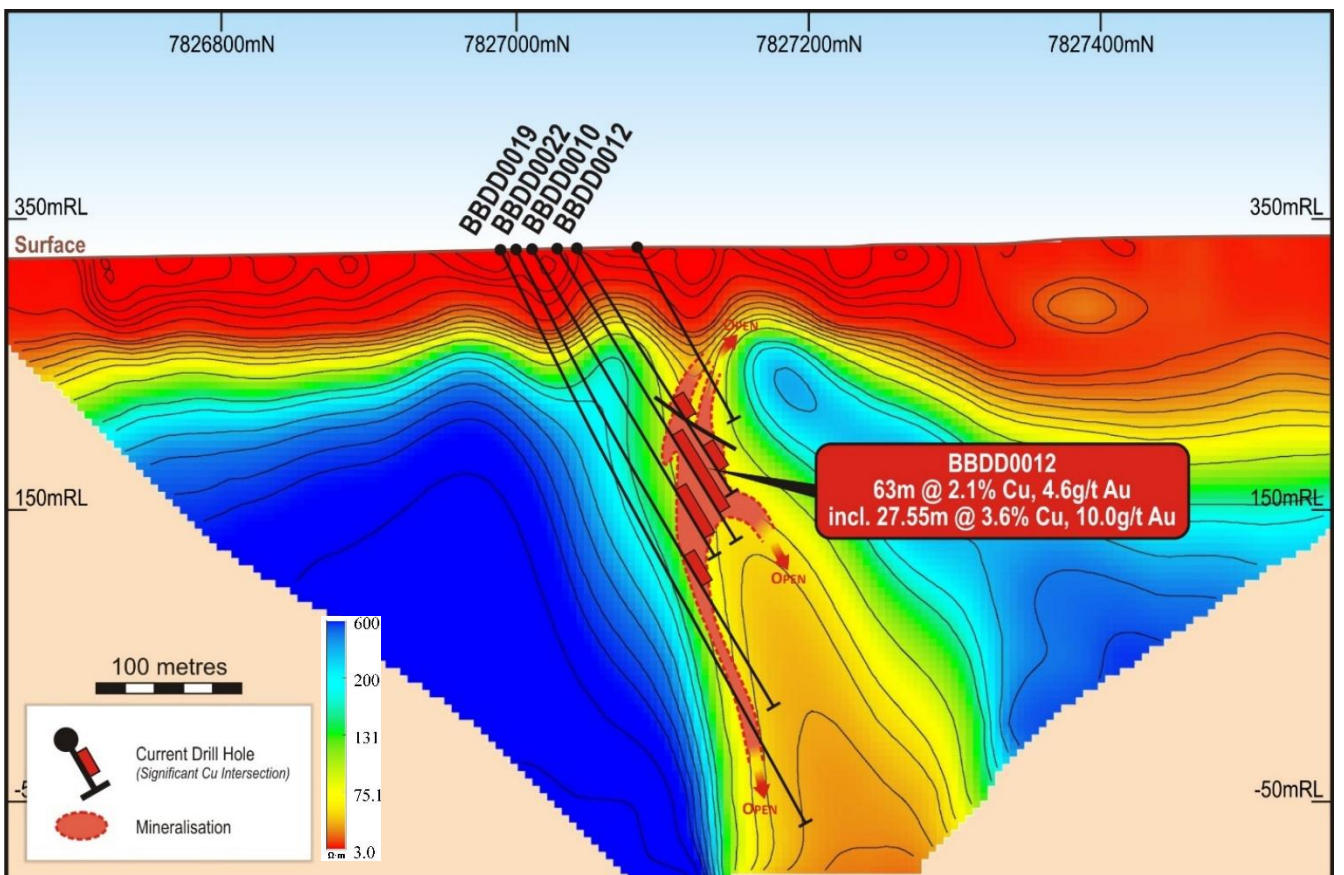 7826800mN
7827000mN
7827200mN
7827400mN
BBDD0019
BBDD0022
BBDD0010
BBDD0012
350mRL
350mRL
Surface
OPEN
BBDD0012
63m @ 2.1% Cu, 4.6g/t Au
incl. 27.55m @ 3.6% Cu, 10.0g/t Au
150mRL
150mRL
OPEN
600
200
131
75.1
Ω·m 3.0
100 metres
Current Drill Hole
(Significant Cu Intersection)
Mineralisation
-50mRL
OPEN